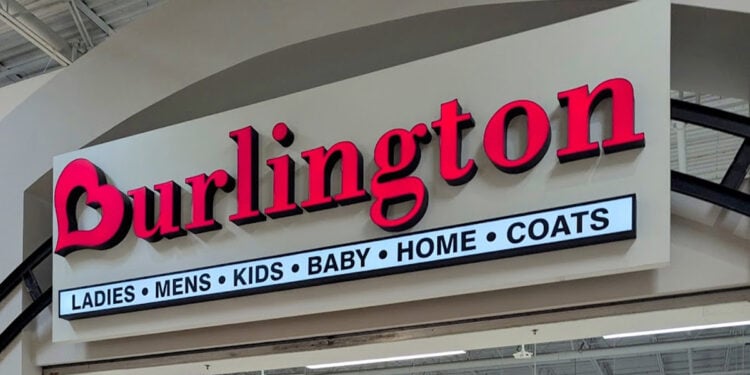 Burlington
LADIES • MENS • KIDS • BABY • HOME • COATS